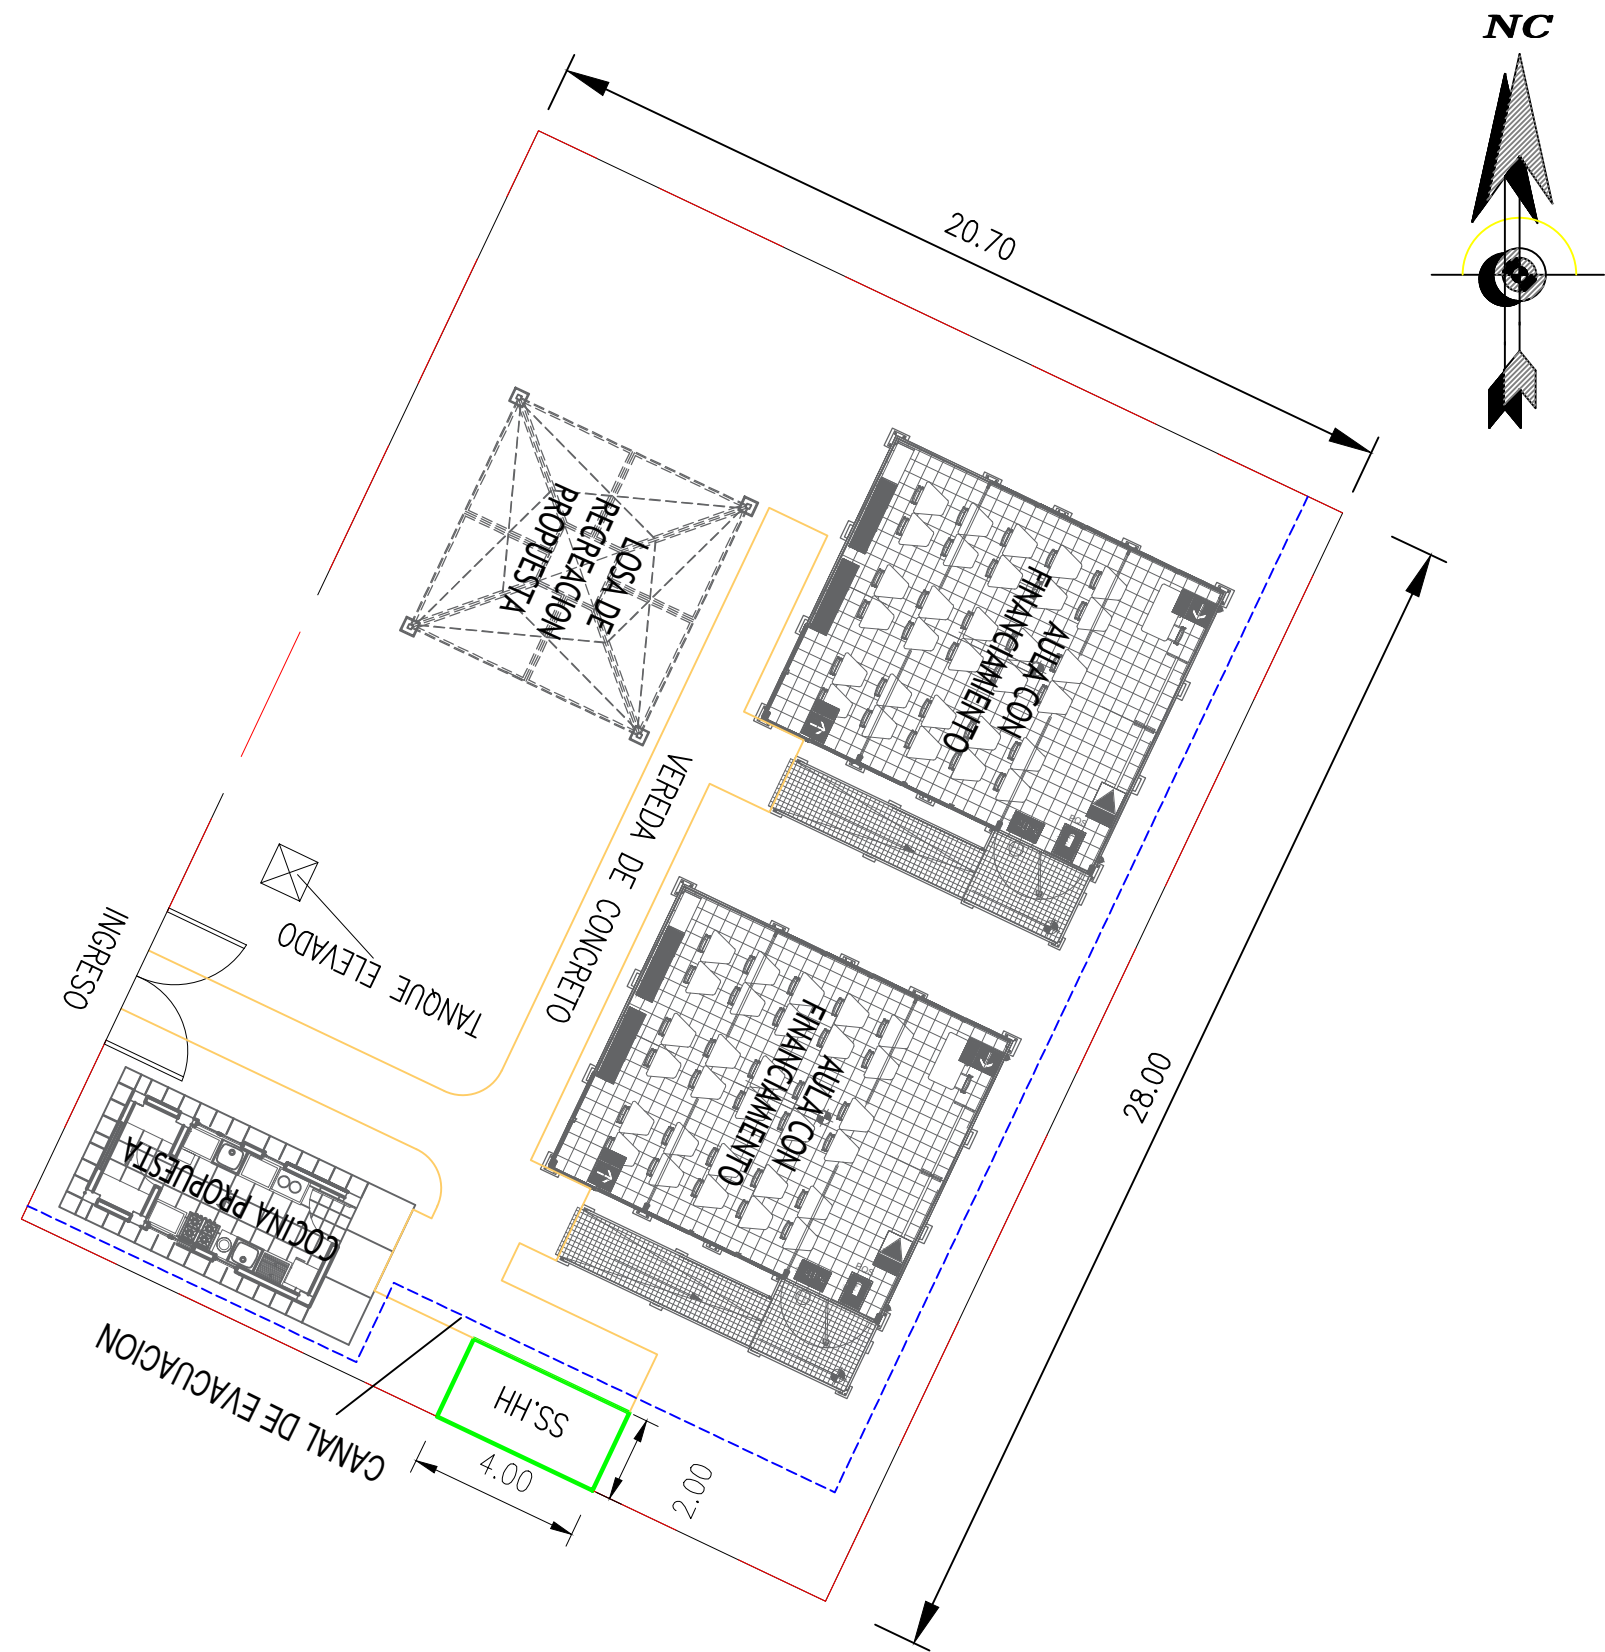 NC
20.70
LOSA DE
RECREACION
PROPUESTA
AULA CON
FINANCIAMIENTO
VEREDA DE CONCRETO
INGRESO
TANQUE ELEVADO
AULA CON
FINANCIAMIENTO
28.00
COCINA PROPUESTA
CANAL DE EVACUACION
SS.HH
4.00
2.00